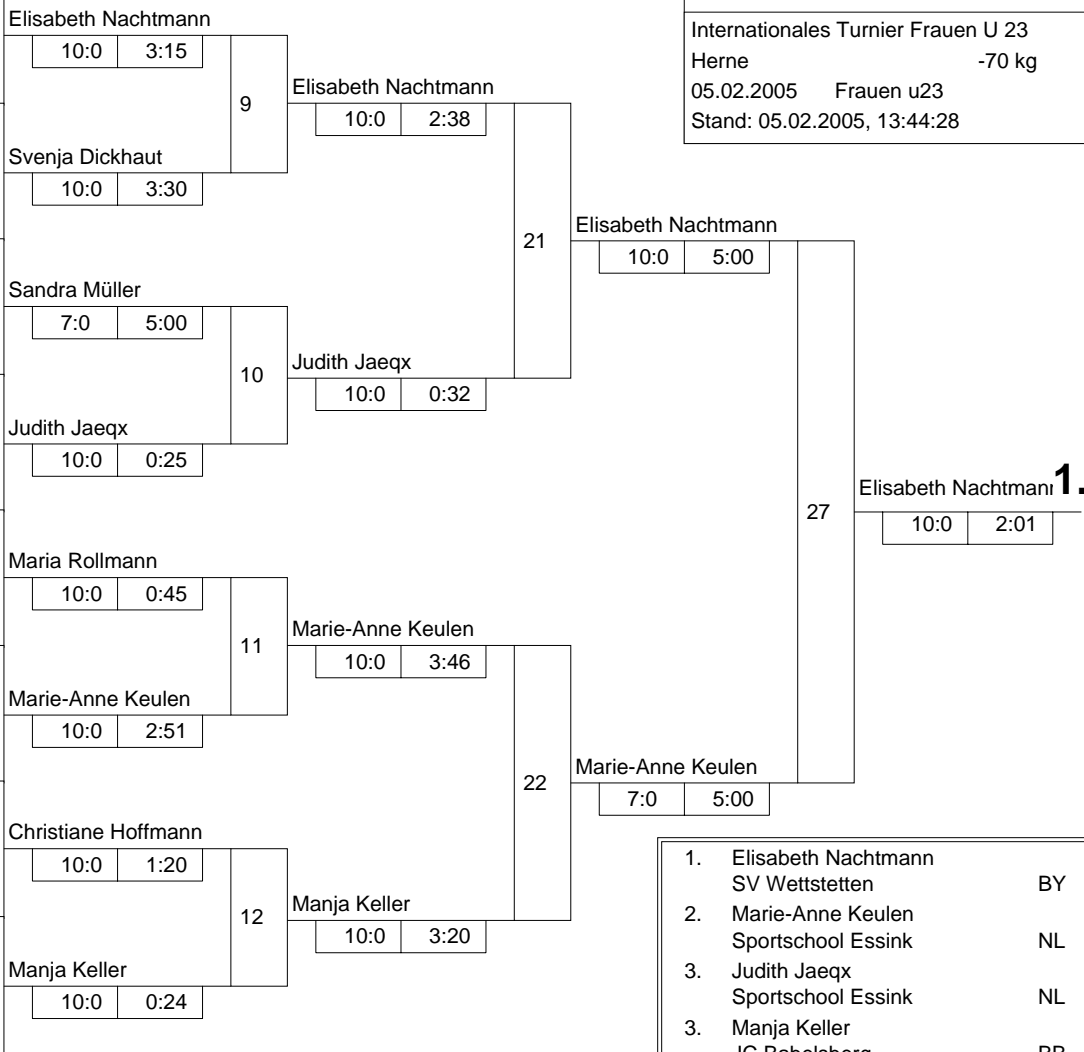 Elisabeth Nachtmann
10:0 3:15
9
Svenja Dickhaut
10:0 3:30
Sandra Müller
7:0 5:00
10
Judith Jaeqx
10:0 0:25
Maria Rollmann
10:0 0:45
11
Marie-Anne Keulen
10:0 2:51
Christiane Hoffmann
10:0 1:20
12
Manja Keller
10:0 0:24
Elisabeth Nachtmann
10:0 2:38
21
Judith Jaeqx
10:0 0:32
Marie-Anne Keulen
10:0 3:46
22
Manja Keller
10:0 3:20
Elisabeth Nachtmann
10:0 5:00
27
Marie-Anne Keulen
7:0 5:00
Elisabeth Nachtmann 1.
10:0 2:01
Internationales Turnier Frauen U 23
Herne -70 kg
05.02.2005 Frauen u23
Stand: 05.02.2005, 13:44:28
1. Elisabeth Nachtmann
SV Wettstetten BY
2. Marie-Anne Keulen
Sportschool Essink NL
3. Judith Jaeqx
Sportschool Essink NL
3. Manja Keller
JC Babelsberg